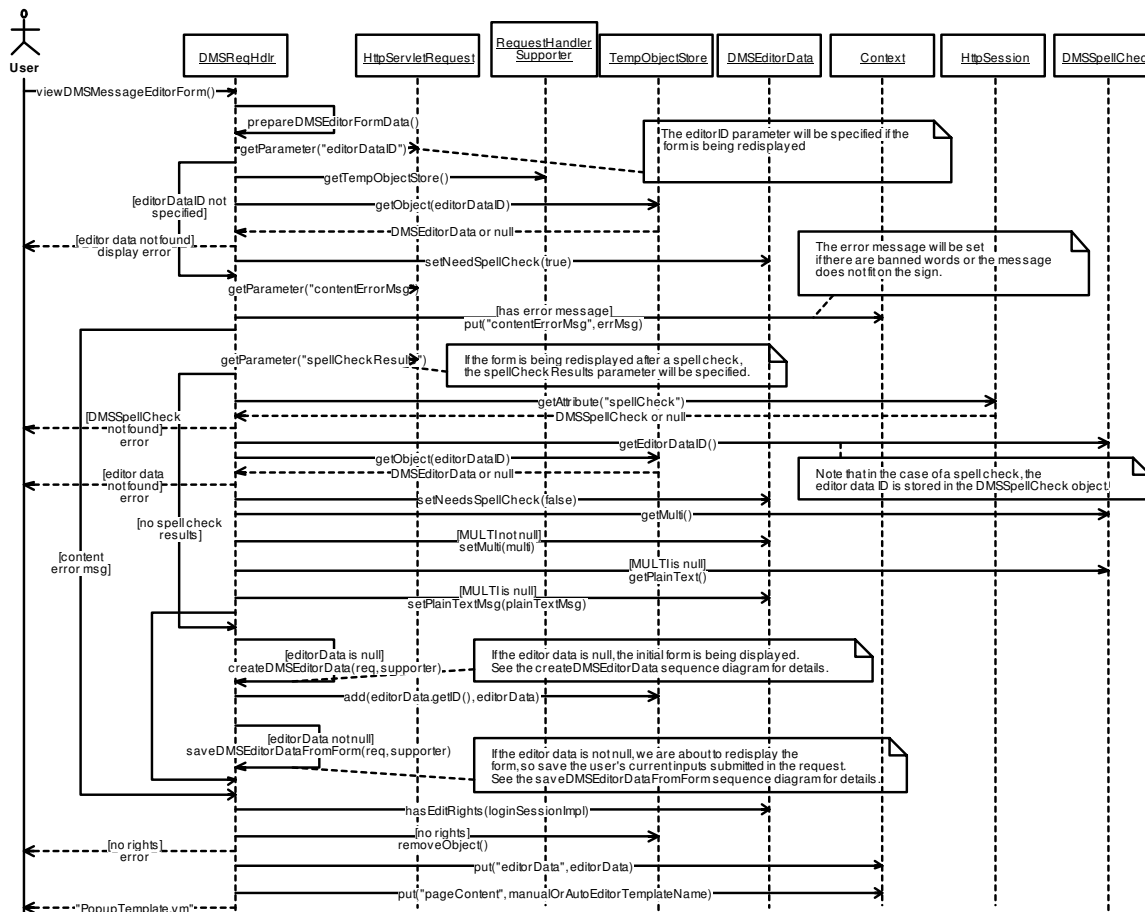 User
DMSReqHdlr
HttpServletRequest
RequestHandler
Supporter
TempObjectStore
DMSEditorData
Context
HttpSession
DMSSpellChec
viewDMSMessageEditorForm()
prepareDMSEditorFormData()
getParameter("editorDataID")
The editorID parameter will be specified if the
form is being redisplayed
getTempObjectStore()
[editorDataID not
specified]
getObject(editorDataID)
DMSEditorData or null
[editor data not found]
display error
The error message will be set
if there are banned words or the message
does not fit on the sign.
setNeedSpellCheck(true)
getParameter("contentErrorMsg")
[has error message]
put("contentErrorMsg", errMsg)
getParameter("spellCheckResults")
If the form is being redisplayed after a spell check,
the spellCheckResults parameter will be specified.
getAttribute("spellCheck")
DMSSpellCheck or null
[DMSSpellCheck
not found]
error
getEditorDataID()
getObject(editorDataID)
DMSEditorData or null
[editor data
not found]
error
Note that in the case of a spell check, the
editor data ID is stored in the DMSSpellCheck object.
setNeedsSpellCheck(false)
getMulti()
[no spell check
results]
[MULTI not null]
setMulti(multi)
[content
error msg]
[MULTI is null]
getPlainText()
[MULTI is null]
setPlainTextMsg(plainTextMsg)
[editorData is null]
createDMSEditorData(req, supporter)
If the editor data is null, the initial form is being displayed.
See the createDMSEditorData sequence diagram for details.
add(editorData.getID(), editorData)
[editorData not null]
saveDMSEditorDataFromForm(req, supporter)
If the editor data is not null, we are about to redisplay the
form, so save the user's current inputs submitted in the request.
See the saveDMSEditorDataFromForm sequence diagram for details.
hasEditRights(loginSessionImpl)
[no rights]
removeObject()
[no rights]
error
put("editorData", editorData)
put("pageContent", manualOrAutoEditorTemplateName)
"PopupTemplate.vm"